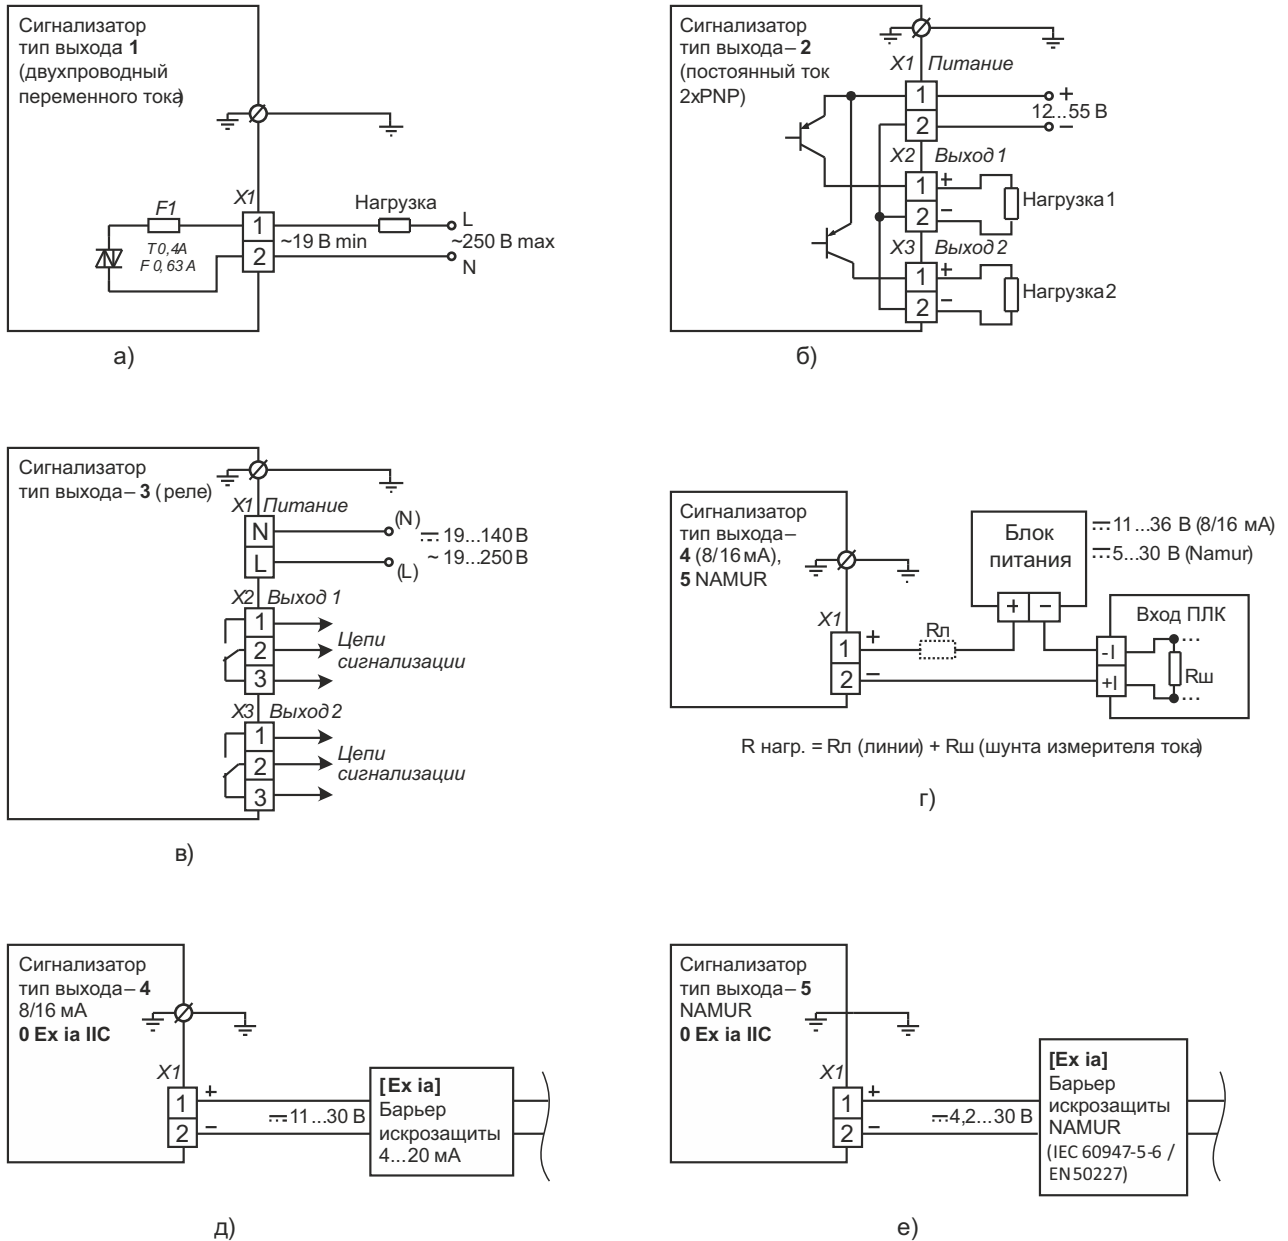 Сигнализатор
тип выхода 1
(двухпроводный
переменного тока)
F1
T 0,4A
F 0,63 A
X1
1
2
Нагрузка
L
~19 В min
~250 В max
N
а)
Сигнализатор
тип выхода– 2
(постоянный ток
2xPNP)
X1 Питание
1
2
+
12...55 В
–
X2 Выход 1
1
2
+
–
Нагрузка 1
X3 Выход 2
1
2
+
–
Нагрузка 2
б)
Сигнализатор
тип выхода– 3 (реле)
X1 Питание
N
L
(N)
19...140 В
~ 19...250 В
(L)
X2 Выход 1
1
2
3
Цепи
сигнализации
X3 Выход 2
1
2
3
Цепи
сигнализации
в)
Сигнализатор
тип выхода–
4 (8/16 мА),
5 NAMUR
X1
1
2
+
–
Rл
Блок
питания
+
–
11...36 В (8/16 мА)
5...30 В (Namur)
Вход ПЛК
-I
+I
...
Rш
...
R нагр. = Rл (линии) + Rш (шунта измерителя тока)
г)
Сигнализатор
тип выхода– 4
8/16 мА
0 Ex ia IIC
X1
1
2
+
–
11...30 В
[Ex ia]
Барьер
искрозащиты
4...20 мА
д)
Сигнализатор
тип выхода– 5
NAMUR
0 Ex ia IIC
X1
1
2
+
–
4,2...30 В
[Ex ia]
Барьер
искрозащиты
NAMUR
(IEC 60947-5-6 /
EN 50227)
е)